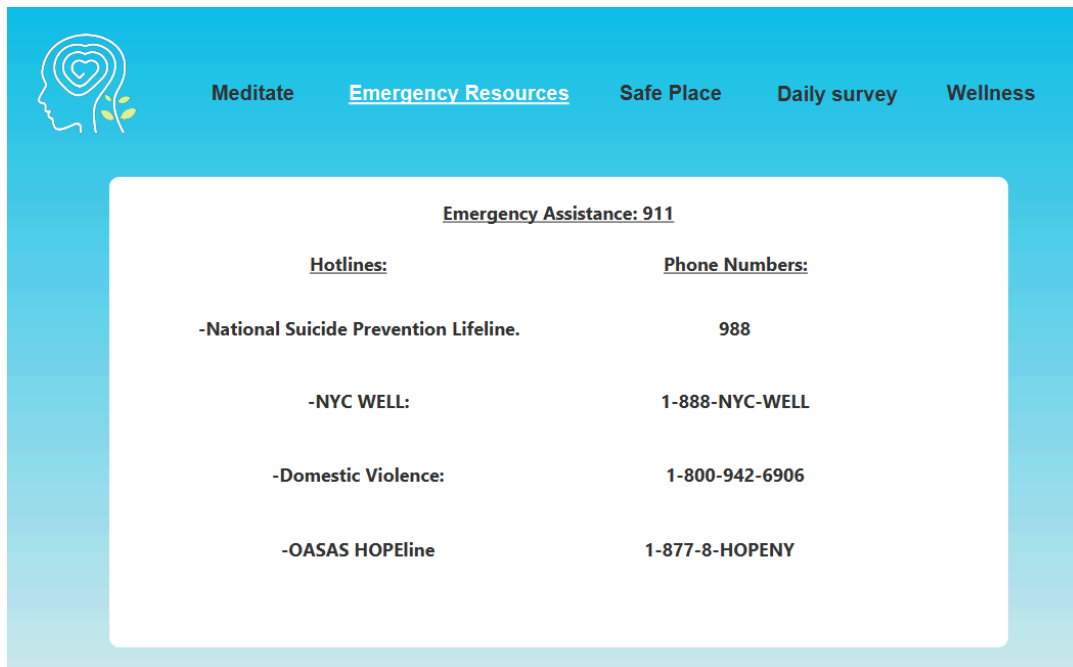 Meditate Emergency Resources Safe Place Daily survey Wellness
Emergency Assistance: 911
Hotlines: Phone Numbers:
-National Suicide Prevention Lifeline. 988
-NYC WELL: 1-888-NYC-WELL
-Domestic Violence: 1-800-942-6906
-OASAS HOPEline 1-877-8-HOPENY